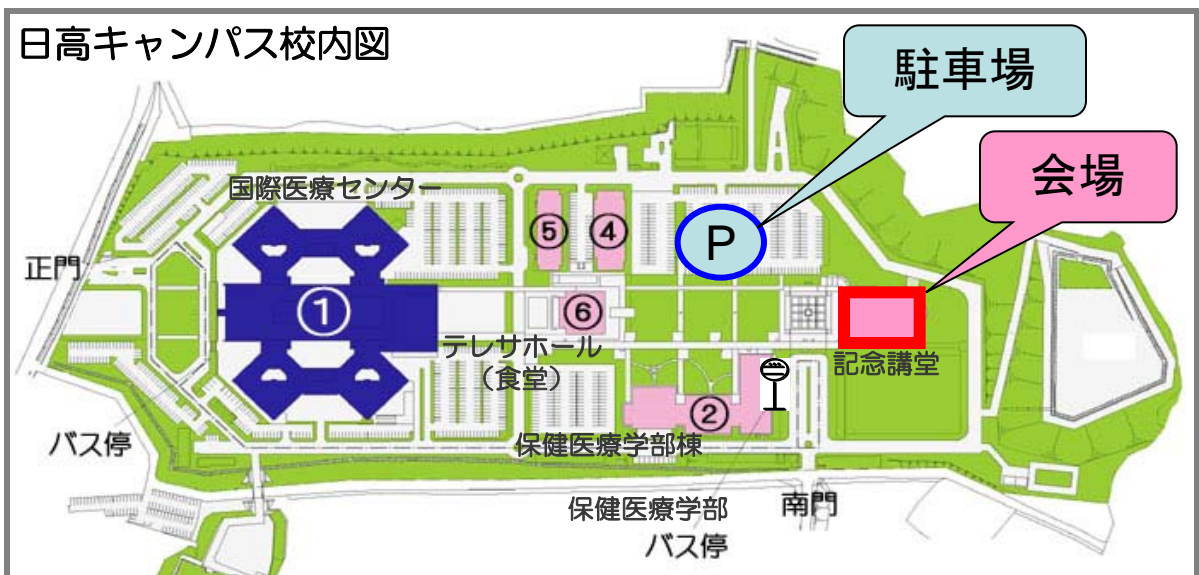 日高キャンパス校内図
駐車場
会場
国際医療センター
⑤
④
P
正門
①
⑥
テレサホール
（食堂）
記念講堂
②
バス停
保健医療学部棟
保健医療学部
バス停
南門